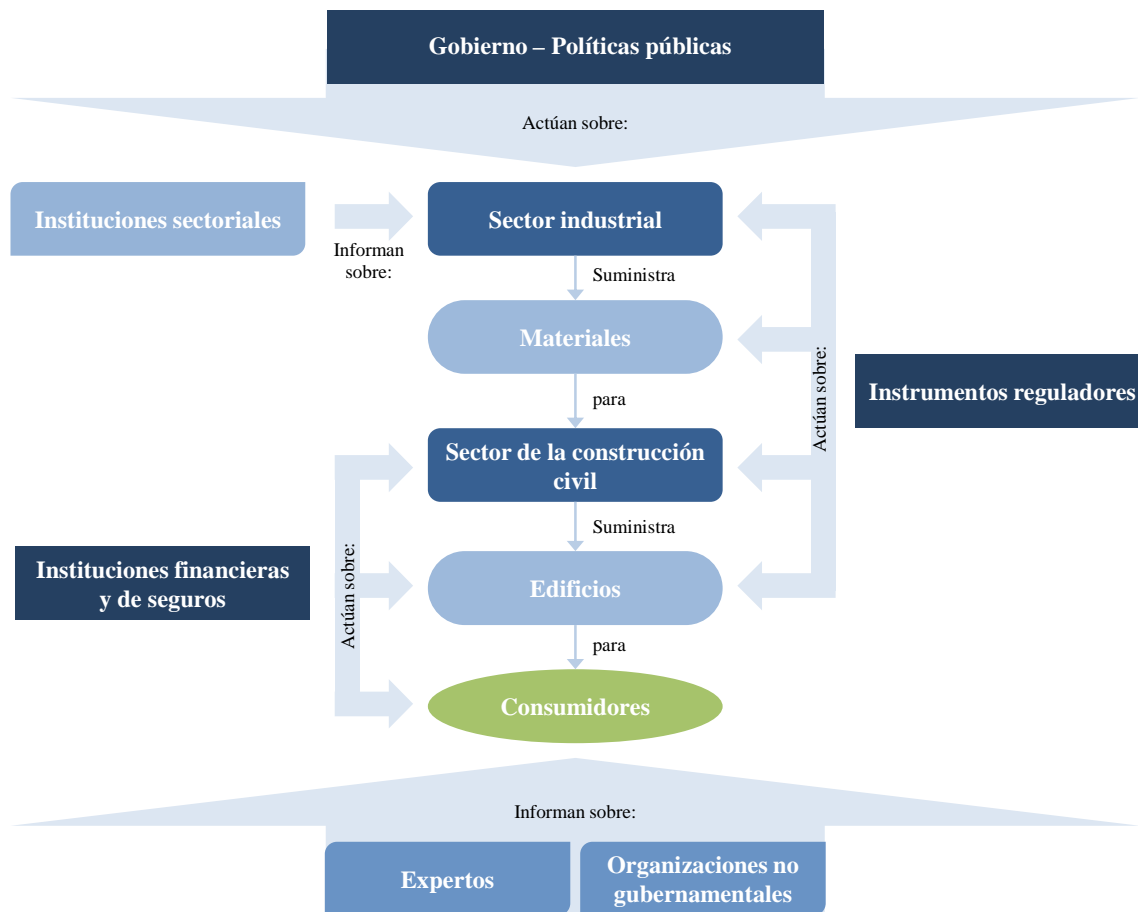 Gobierno – Políticas públicas
Actúan sobre:
Instituciones sectoriales
Informan
sobre:
Sector industrial
Suministra
Materiales
para
Actúan sobre:
Instrumentos reguladores
Sector de la construcción
civil
Suministra
Instituciones financieras
y de seguros
Actúan sobre:
Edificios
para
Consumidores
Informan sobre:
Expertos
Organizaciones no
gubernamentales